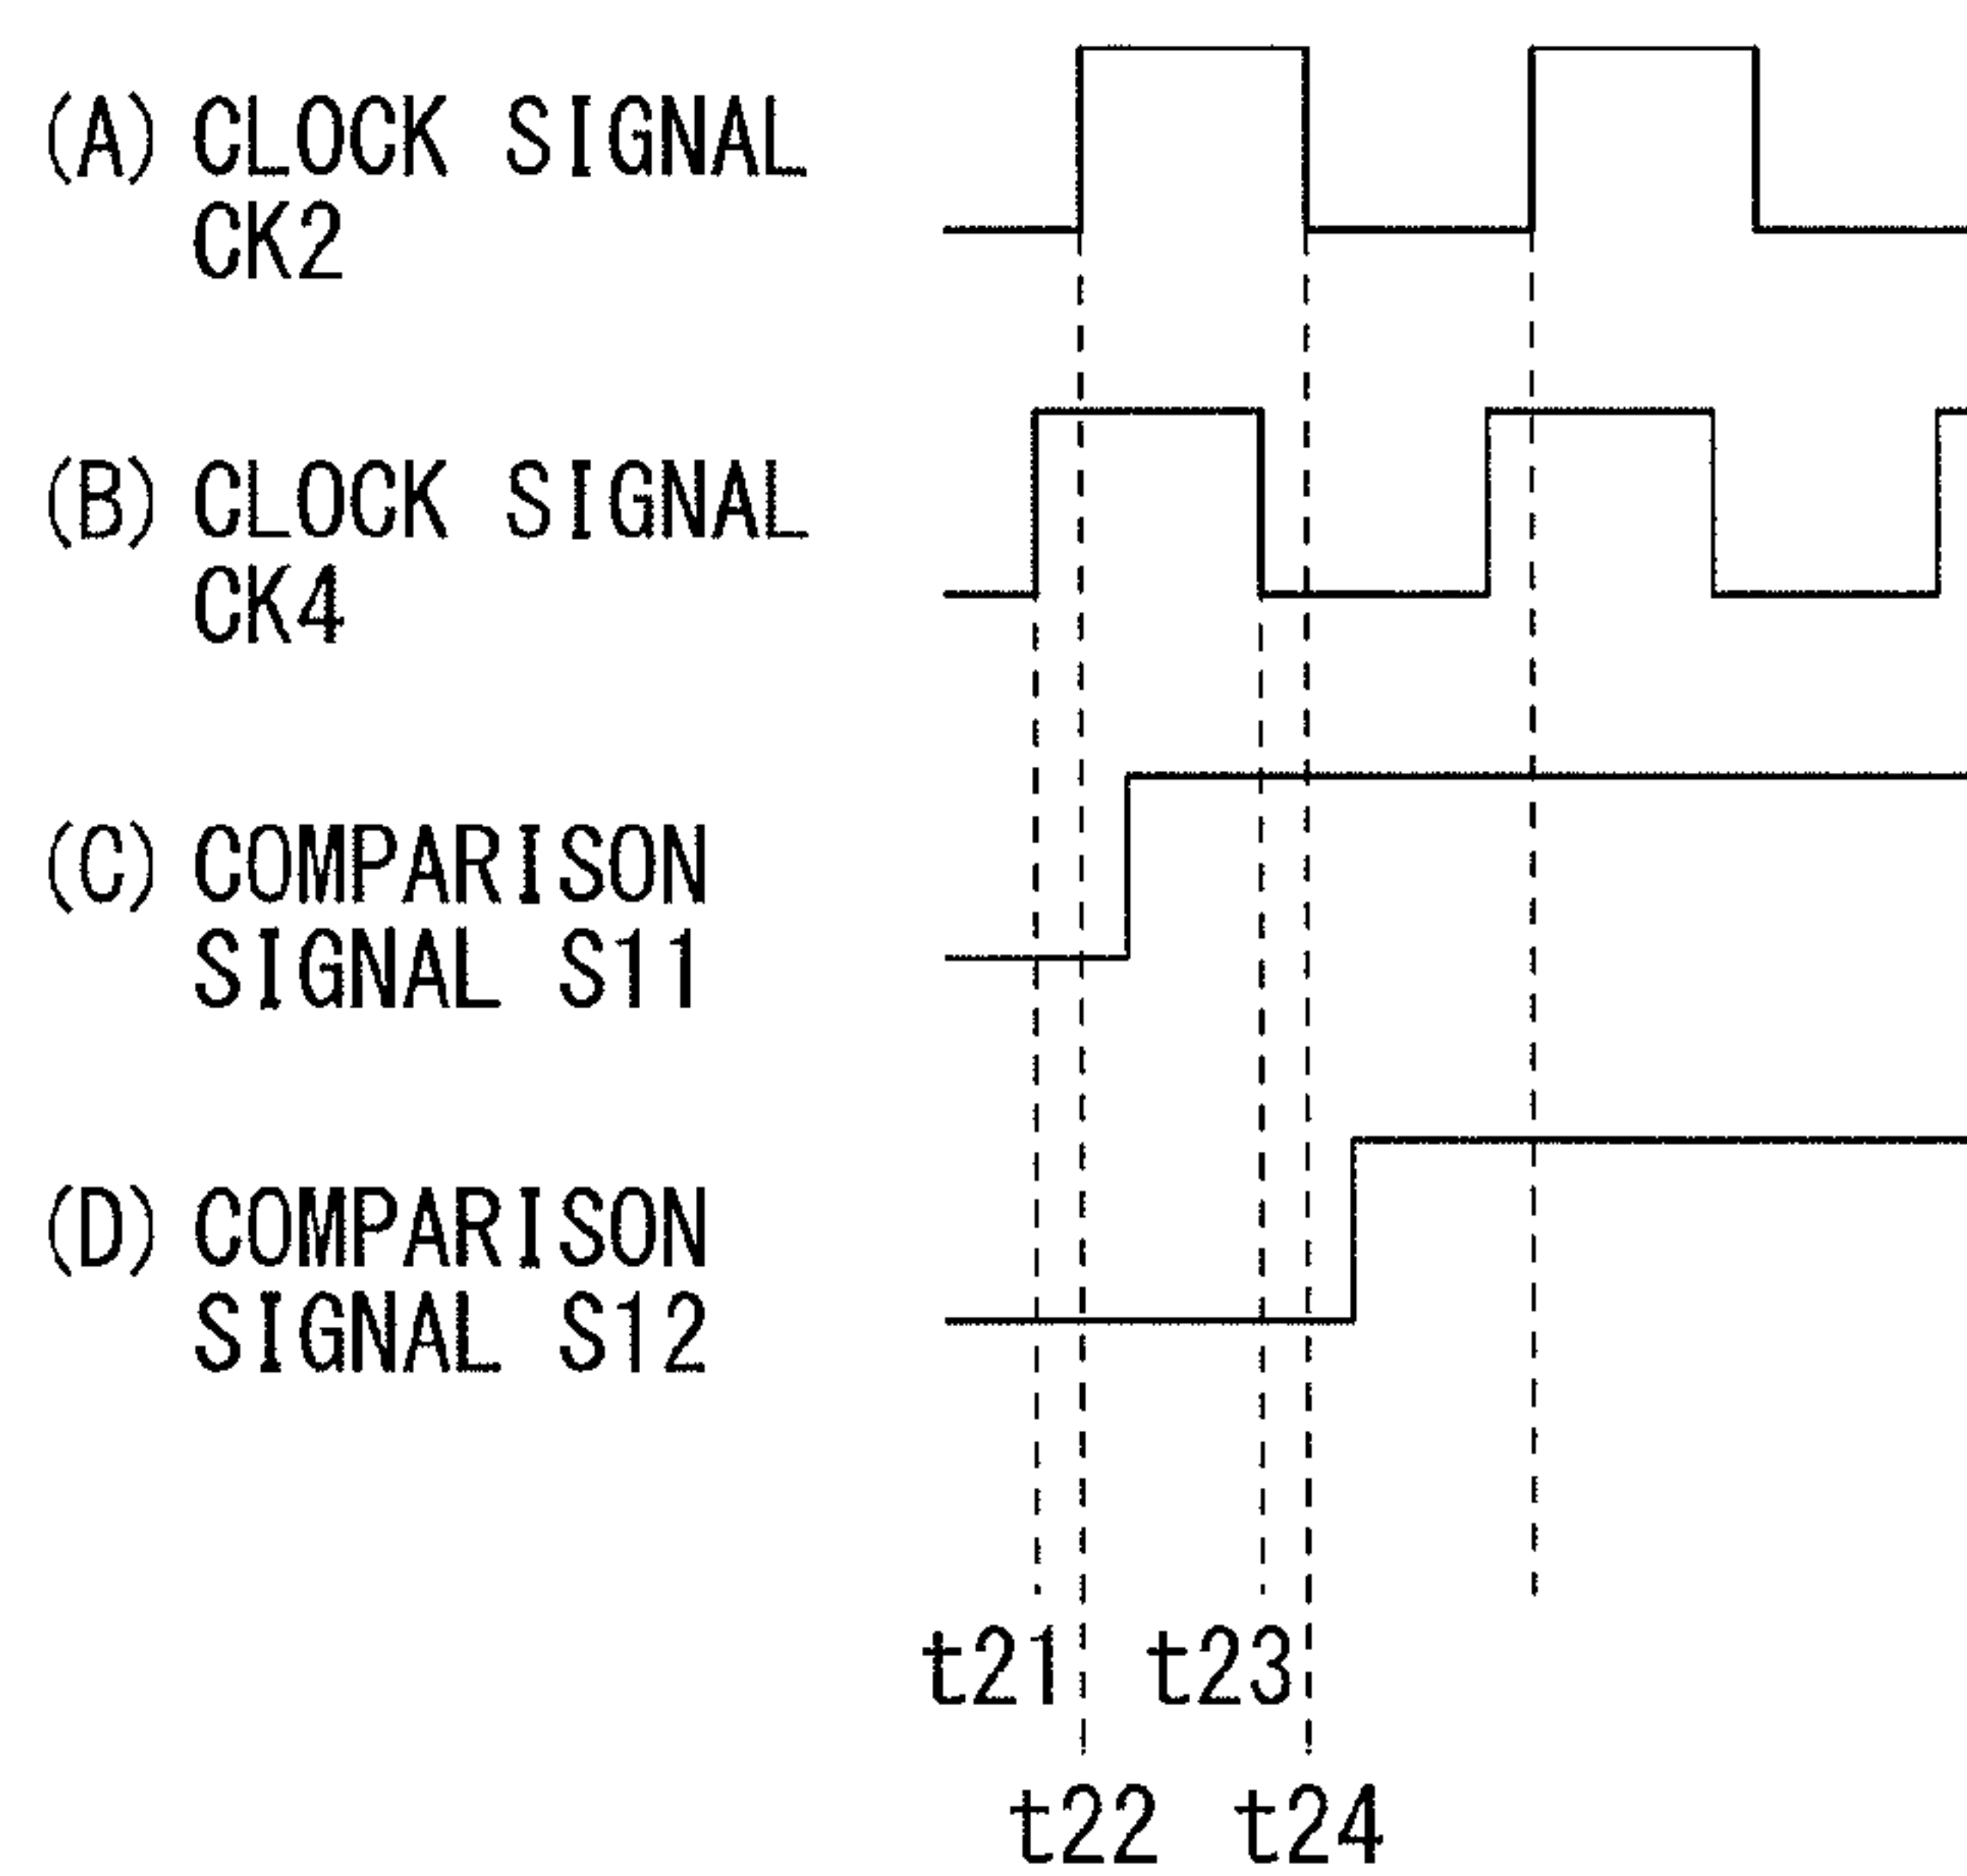 (A) CLOCK SIGNAL
CK2
(B) CLOCK SIGNAL
CK4
(C) COMPARISON
SIGNAL S11
(D) COMPARISON
SIGNAL S12
t21 t23
t22 t24